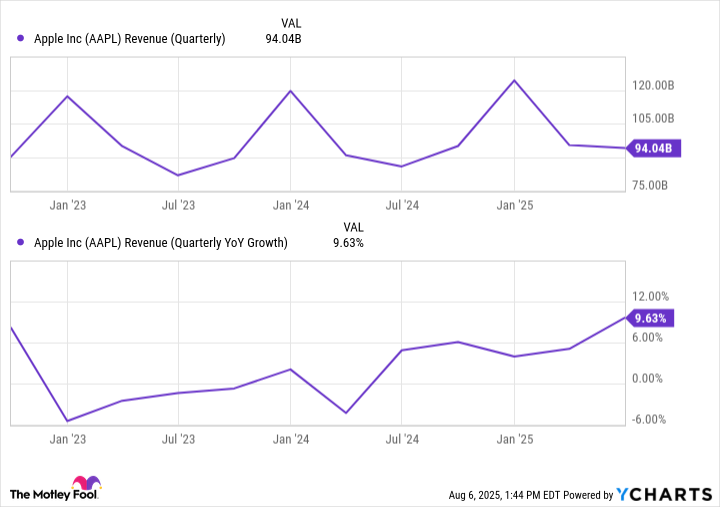 VAL
Apple Inc (AAPL) Revenue (Quarterly) 94.04B
120.00B
105.00B
94.04B
75.00B
Jan '23 Jul '23 Jan '24 Jul '24 Jan '25
VAL
Apple Inc (AAPL) Revenue (Quarterly YoY Growth) 9.63%
12.00%
9.63%
6.00%
0.00%
-6.00%
Jan '23 Jul '23 Jan '24 Jul '24 Jan '25
The Motley Fool. Aug 6, 2025, 1:44 PM EDT Powered by YCHARTS